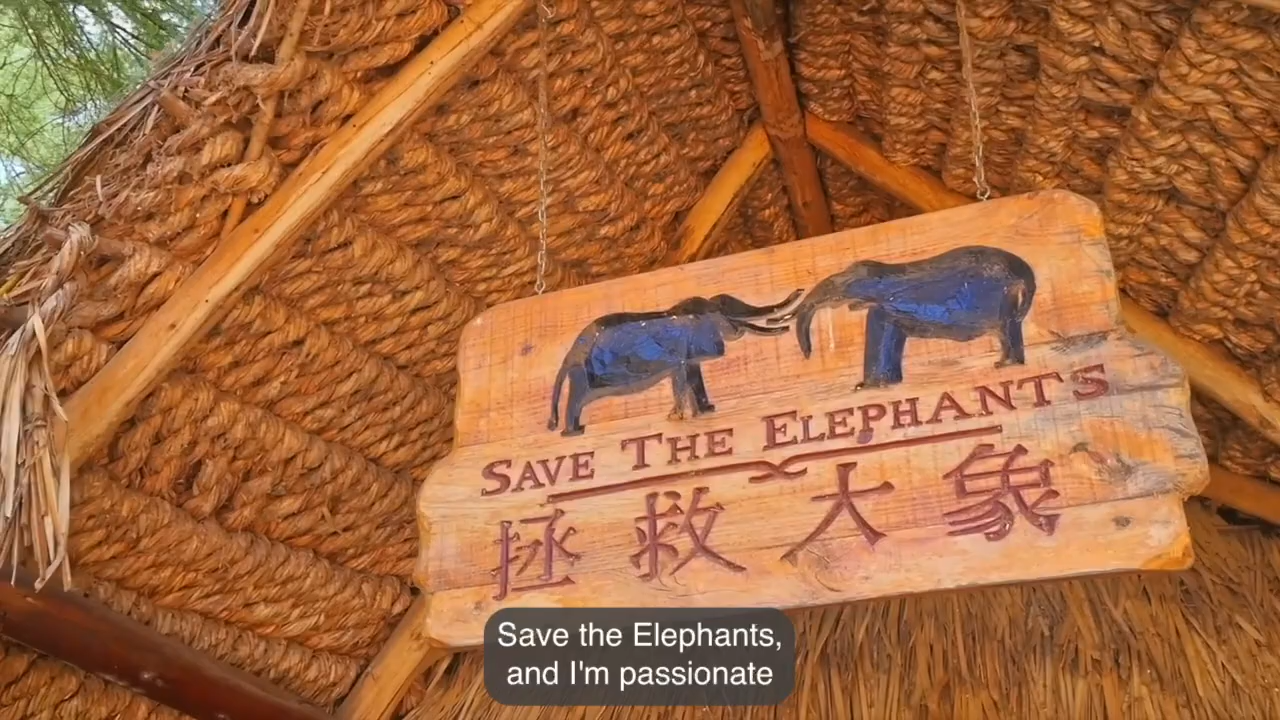 SAVE THE ELEPHANTS
拯救大象
Save the Elephants,
and I'm passionate